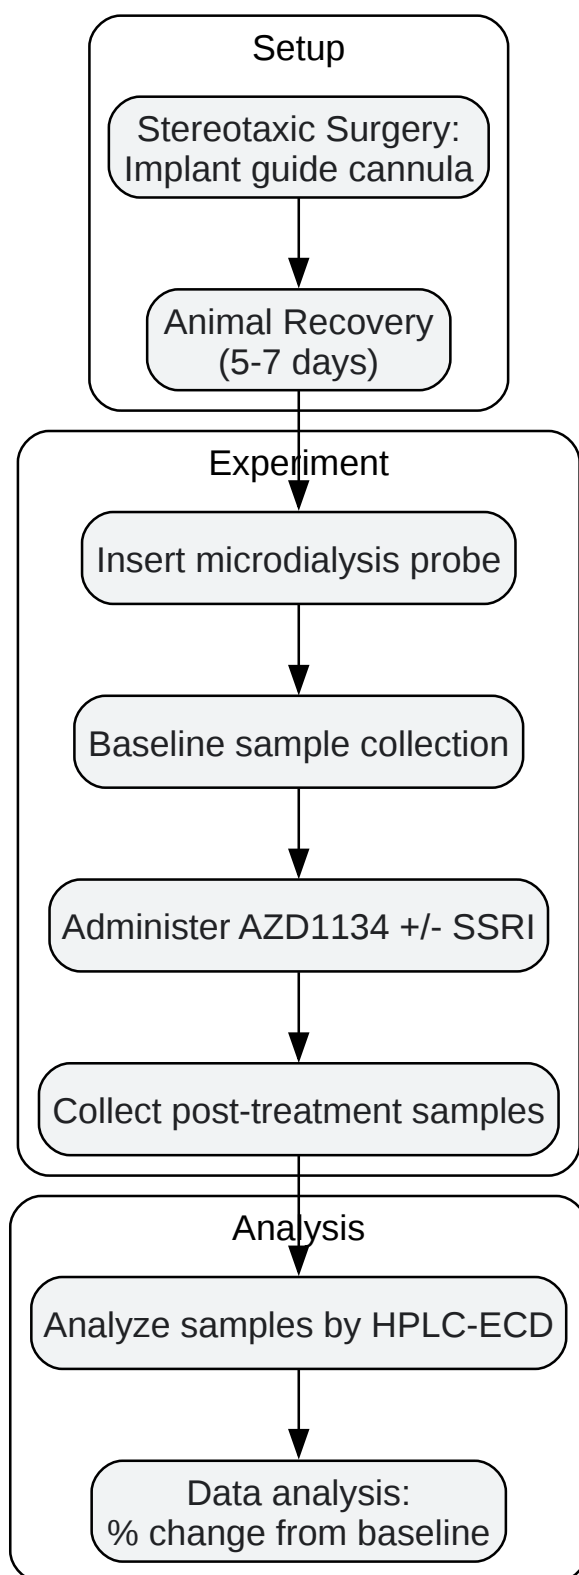 Setup
Stereotaxic Surgery:
Implant guide cannula
Animal Recovery
(5-7 days)
Experiment
Insert microdialysis probe
Baseline sample collection
Administer AZD1134 +/- SSRI
Collect post-treatment samples
Analysis
Analyze samples by HPLC-ECD
Data analysis:
% change from baseline